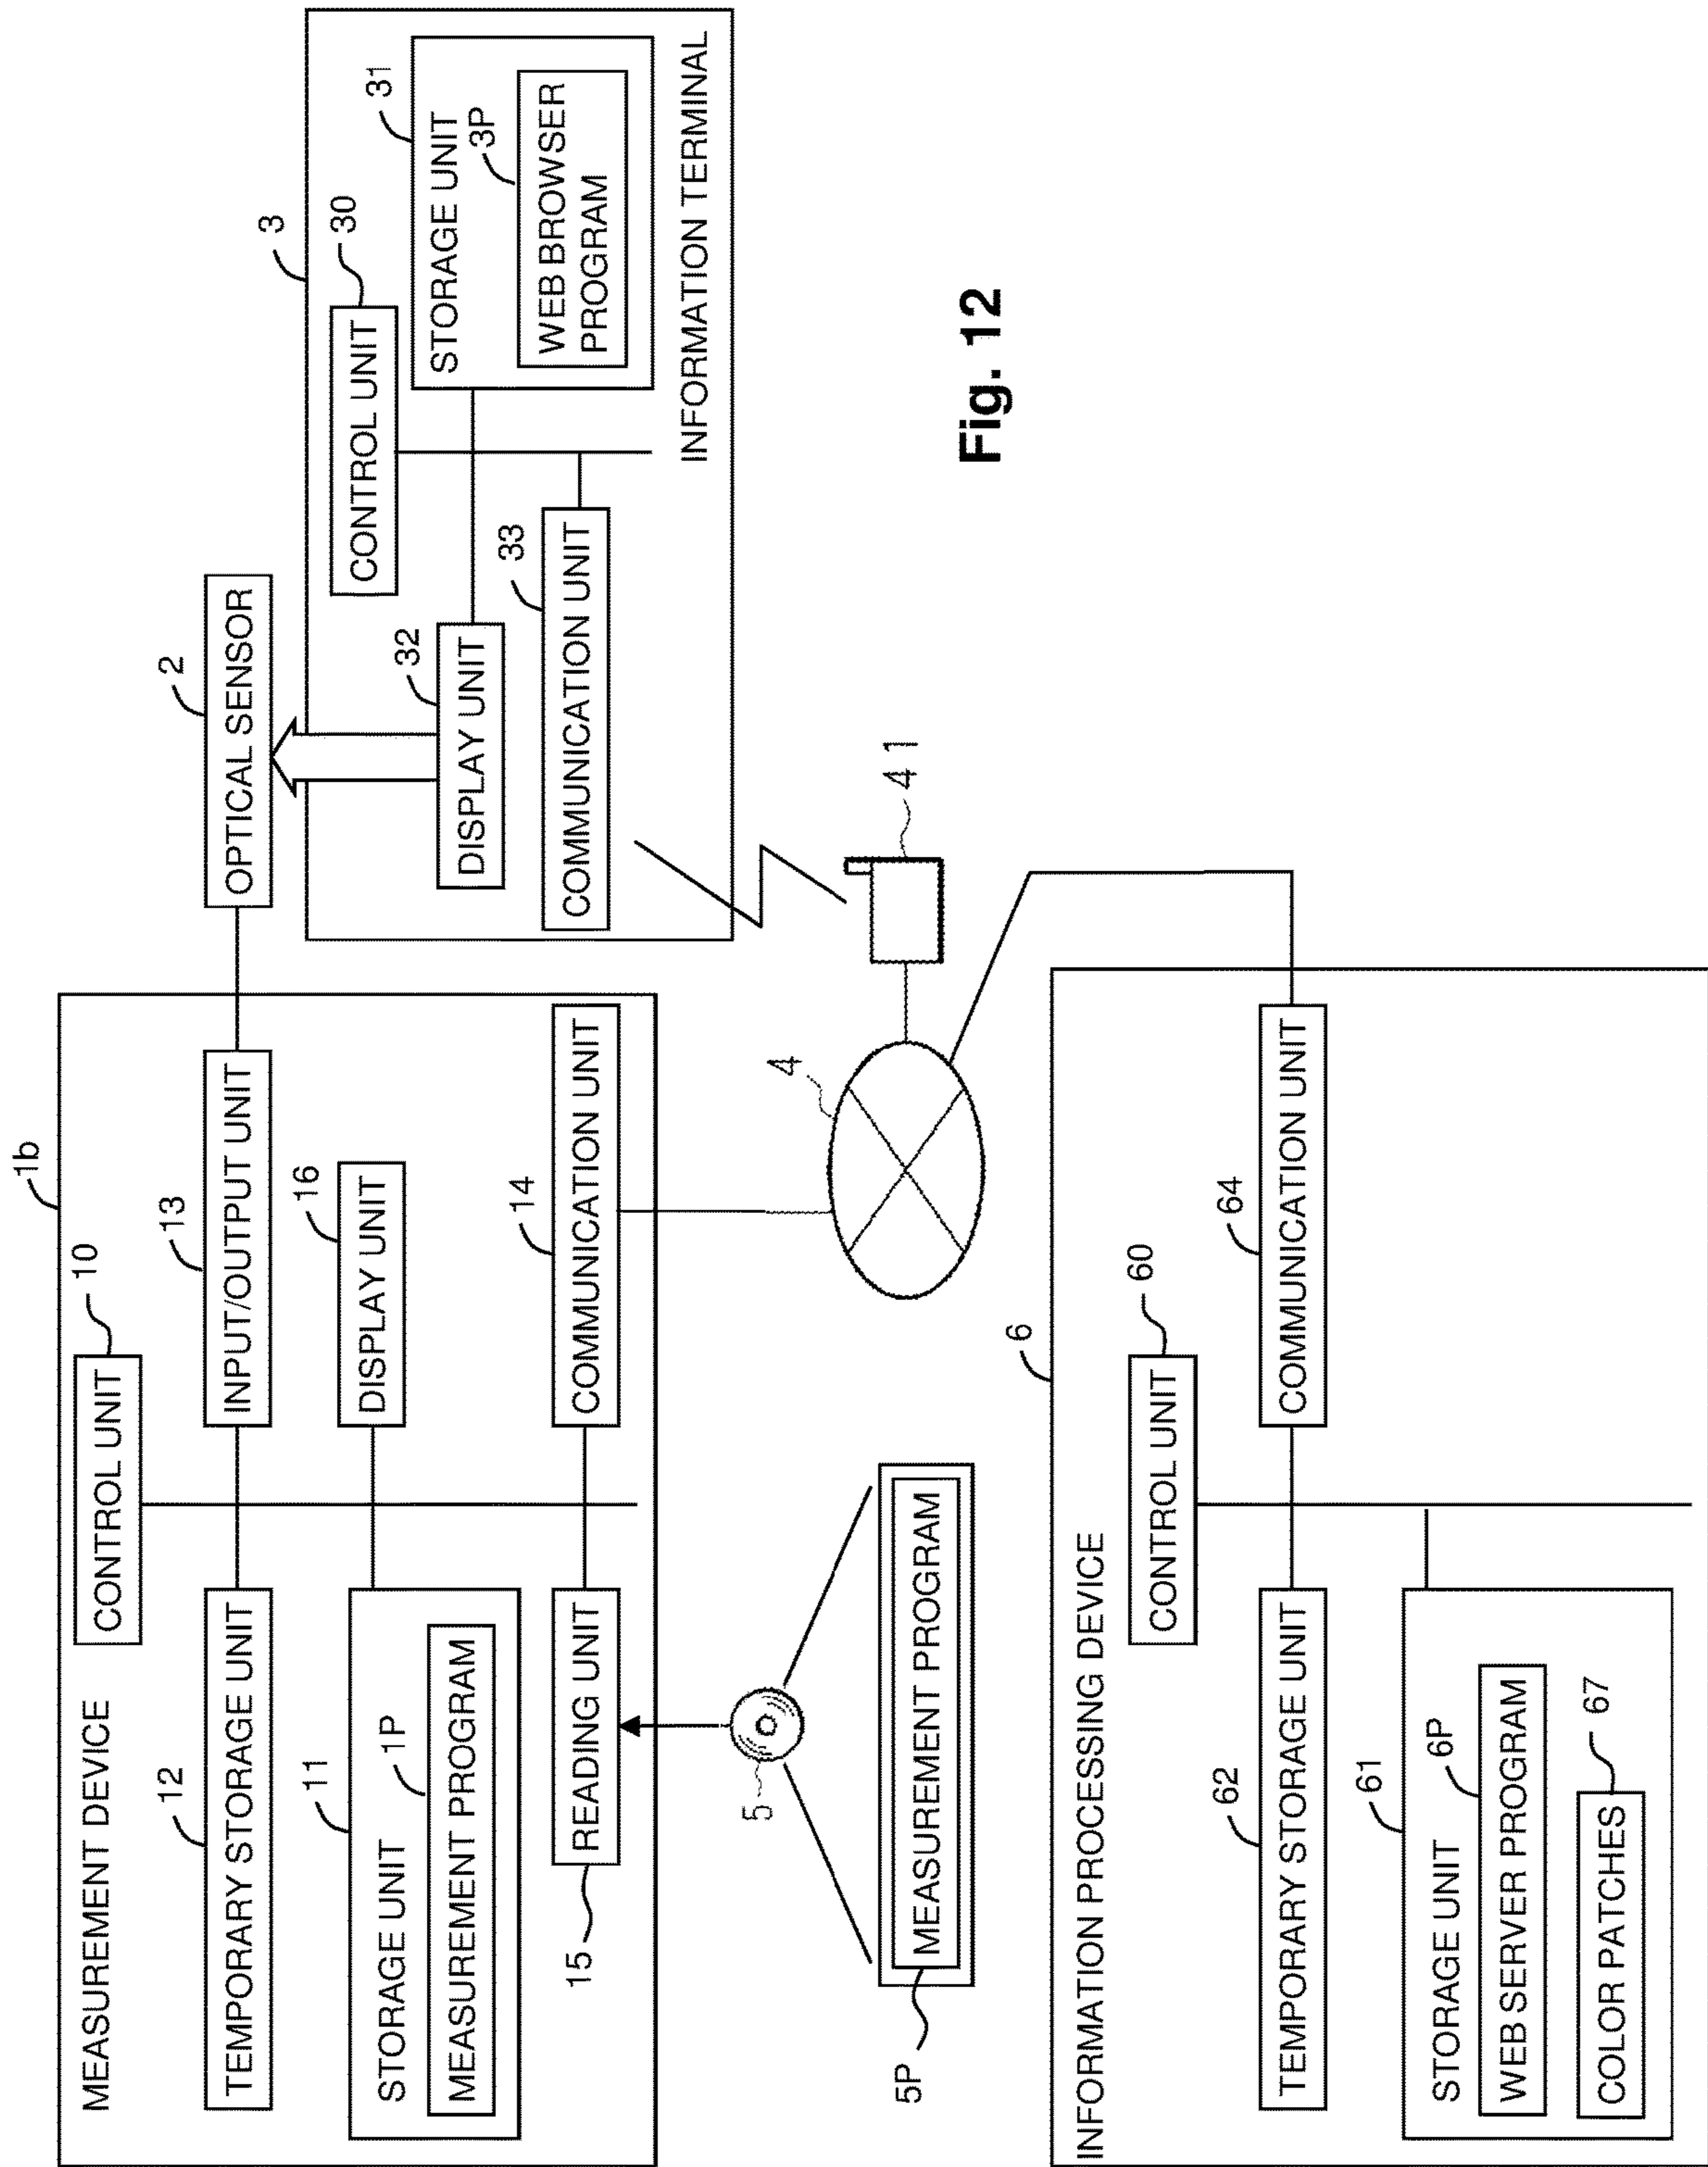 1b
MEASUREMENT DEVICE
10
CONTROL UNIT
12
TEMPORARY STORAGE UNIT
13
INPUT/OUTPUT UNIT
11
STORAGE UNIT
1P
MEASUREMENT PROGRAM
16
DISPLAY UNIT
15
READING UNIT
14
COMMUNICATION UNIT
2
OPTICAL SENSOR
3
30
CONTROL UNIT
31
STORAGE UNIT
3P
WEB BROWSER
PROGRAM
32
DISPLAY UNIT
33
COMMUNICATION UNIT
INFORMATION TERMINAL
5
5P
MEASUREMENT PROGRAM
4
41
6
INFORMATION PROCESSING DEVICE
60
CONTROL UNIT
62
TEMPORARY STORAGE UNIT
64
COMMUNICATION UNIT
61
STORAGE UNIT
6P
WEB SERVER PROGRAM
67
COLOR PATCHES
Fig. 12